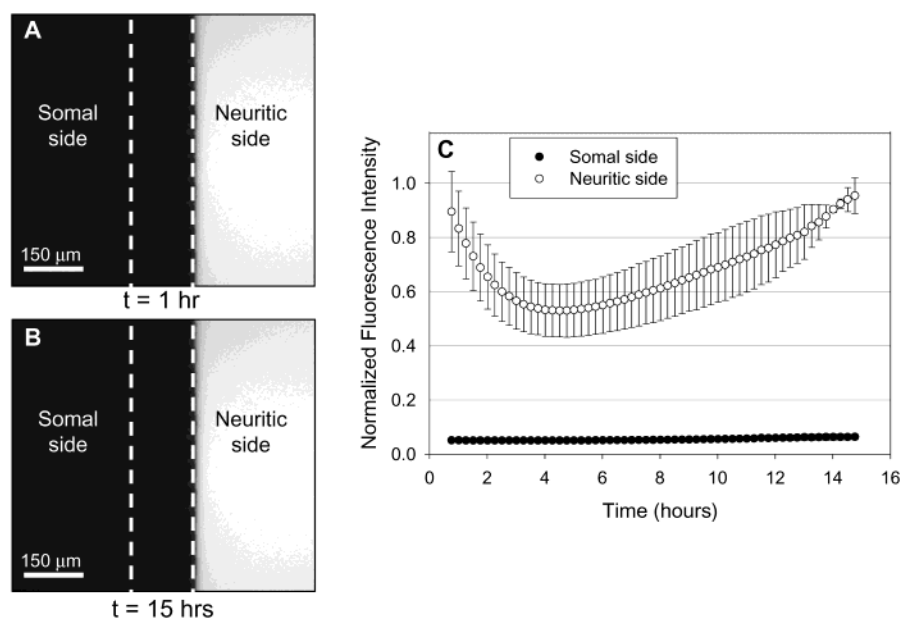 A
Somal
side
Neuritic
side
150 μm
t = 1 hr
B
Somal
side
Neuritic
side
150 μm
t = 15 hrs
C
Somal side
Neuritic side
Normalized Fluorescence Intensity
1.0
0.8
0.6
0.4
0.2
0.0
0 2 4 6 8 10 12 14 16
Time (hours)